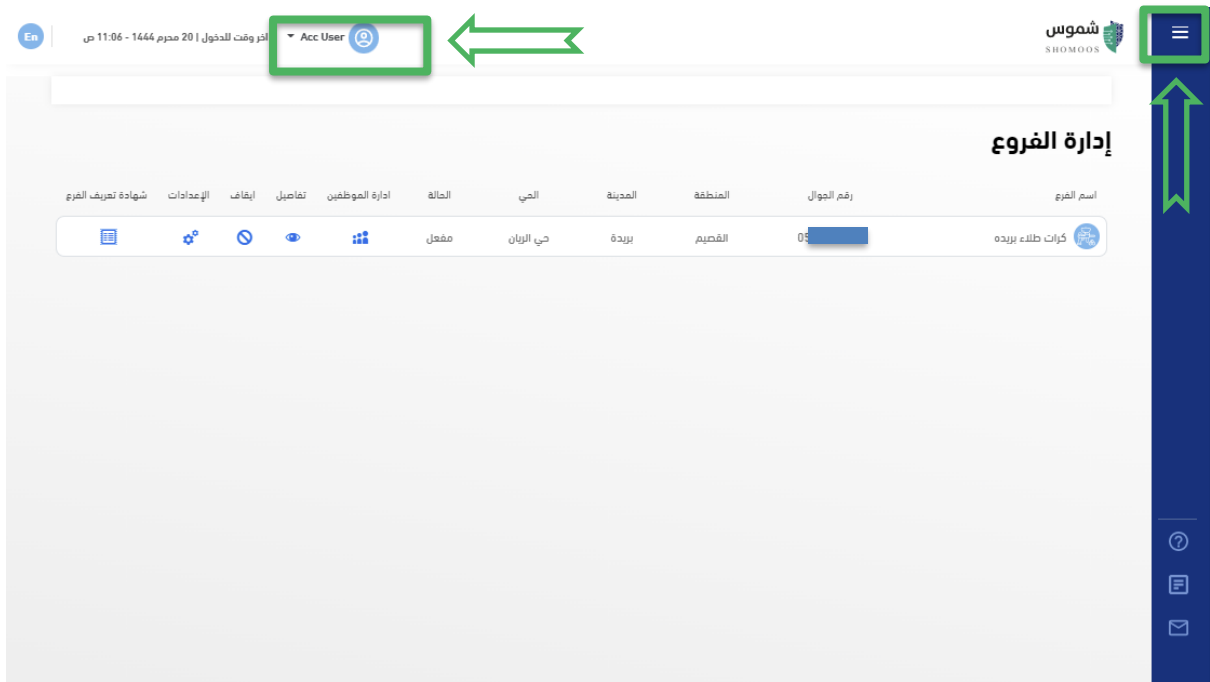 شموس
SHOMOOS
Acc User
اخر وقت للدخول | 20 محرم 1444 - 11:06 ص
En
إدارة الفروع
اسم الفرع رقم الجوال المنطقة المدينة الحي الحالة ادارة الموظفين تفاصيل ايقاف الإعدادات شهادة تعريف الفرع
كرات طلاء بريده 05 القصيم بريدة حي الريان مفعل